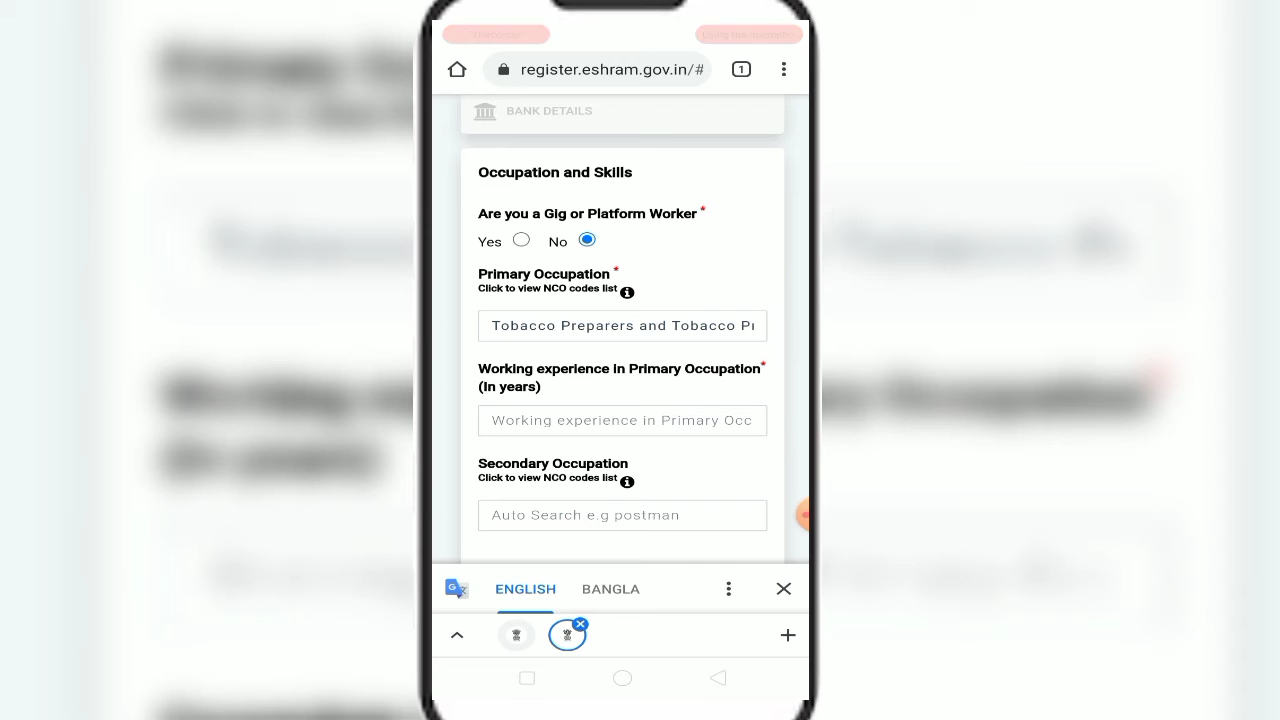 register.eshram.gov.in/#
1
BANK DETAILS
Occupation and Skills
Are you a Gig or Platform Worker *
Yes No
Primary Occupation *
Click to view NCO codes list
Tobacco Preparers and Tobacco Pr
Working experience in Primary Occupation*
(In years)
Working experience in Primary Occ
Secondary Occupation
Click to view NCO codes list
Auto Search e.g postman
ENGLISH BANGLA